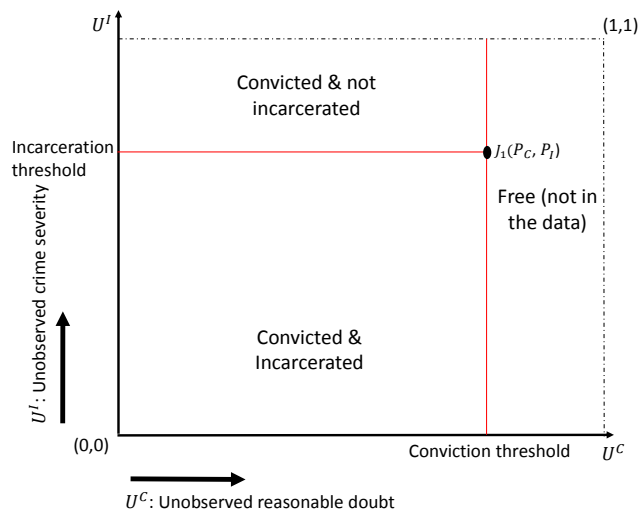 U^I
(1,1)
Convicted & not
incarcerated
Incarceration
threshold
J₁(P_C, P_I)
Free (not in
the data)
U^I: Unobserved crime severity
Convicted &
Incarcerated
(0,0)
Conviction threshold
U^C
U^C: Unobserved reasonable doubt